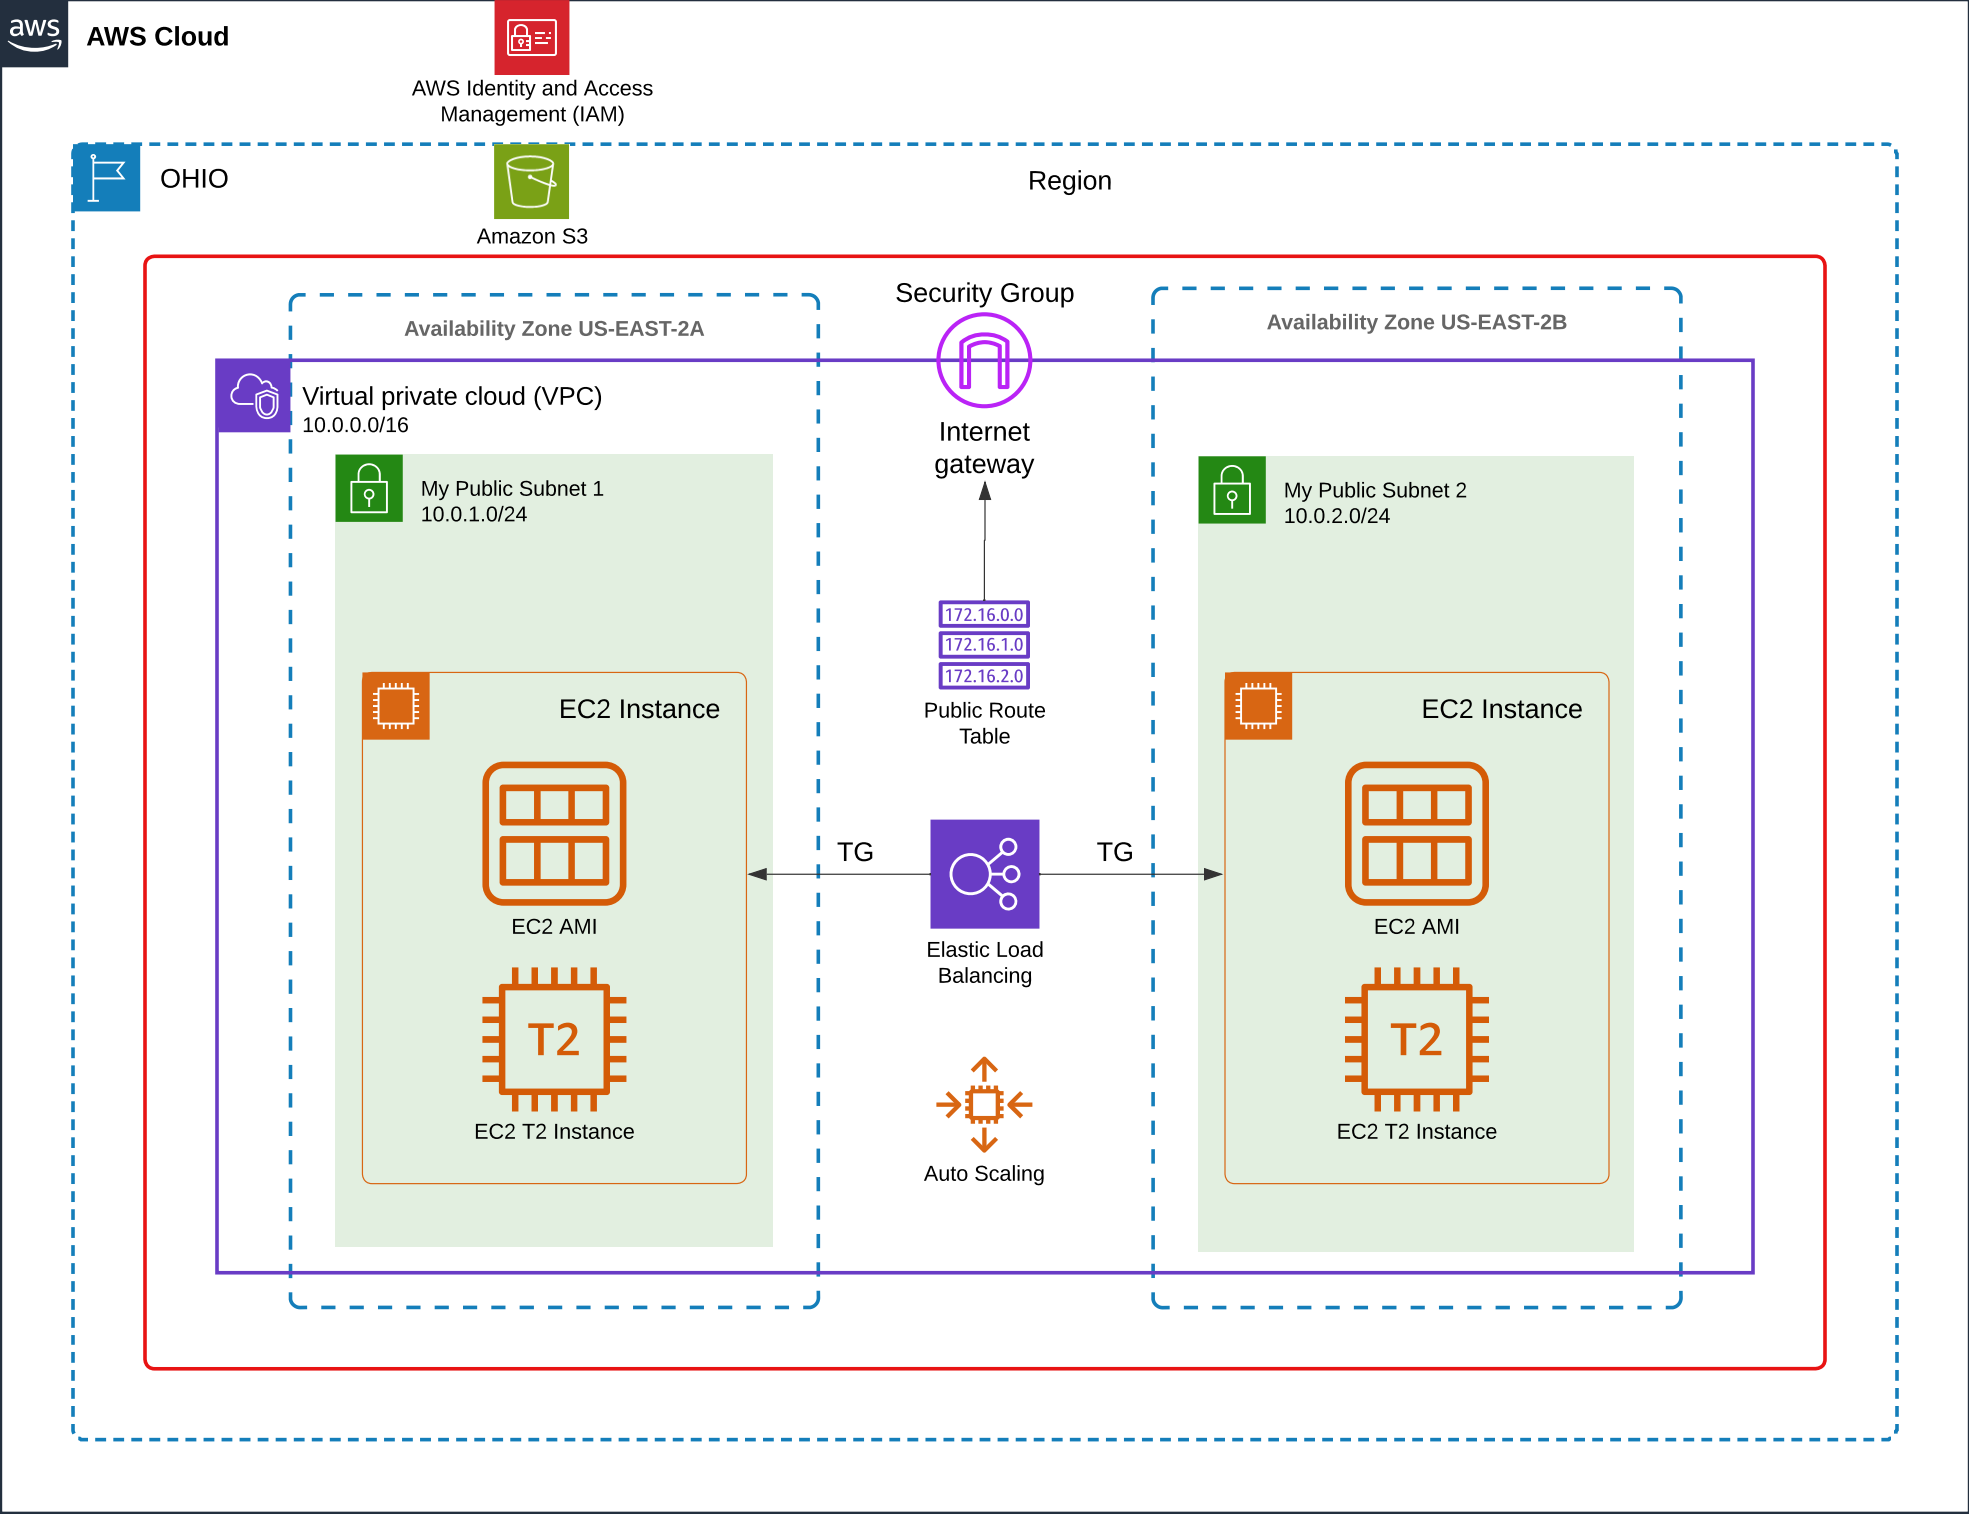 aws
AWS Cloud
AWS Identity and Access
Management (IAM)
OHIO
Amazon S3
Region
Security Group
Availability Zone US-EAST-2A
Availability Zone US-EAST-2B
Virtual private cloud (VPC)
10.0.0.0/16
Internet
gateway
My Public Subnet 1
10.0.1.0/24
My Public Subnet 2
10.0.2.0/24
172.16.0.0
172.16.1.0
172.16.2.0
Public Route
Table
EC2 Instance
EC2 Instance
TG
TG
EC2 AMI
EC2 AMI
Elastic Load
Balancing
T2
T2
EC2 T2 Instance
EC2 T2 Instance
Auto Scaling